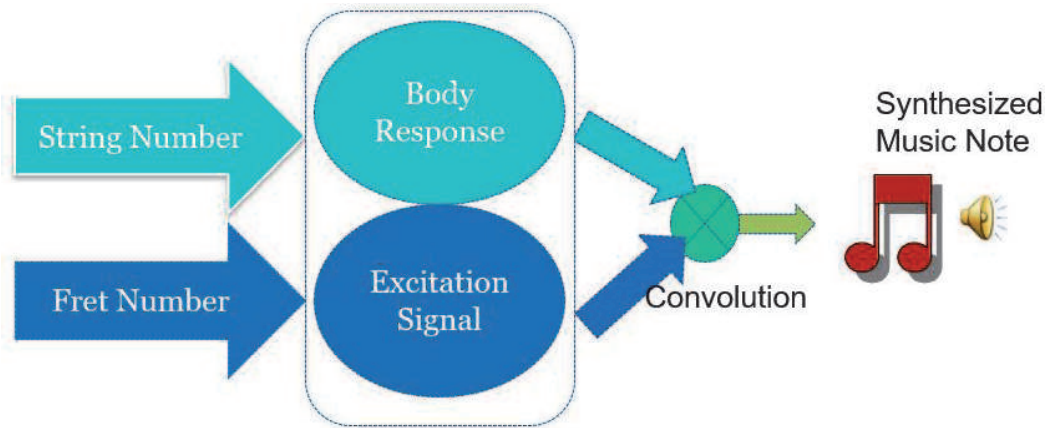 String Number
Body
Response
Synthesized
Music Note
Fret Number
Excitation
Signal
Convolution